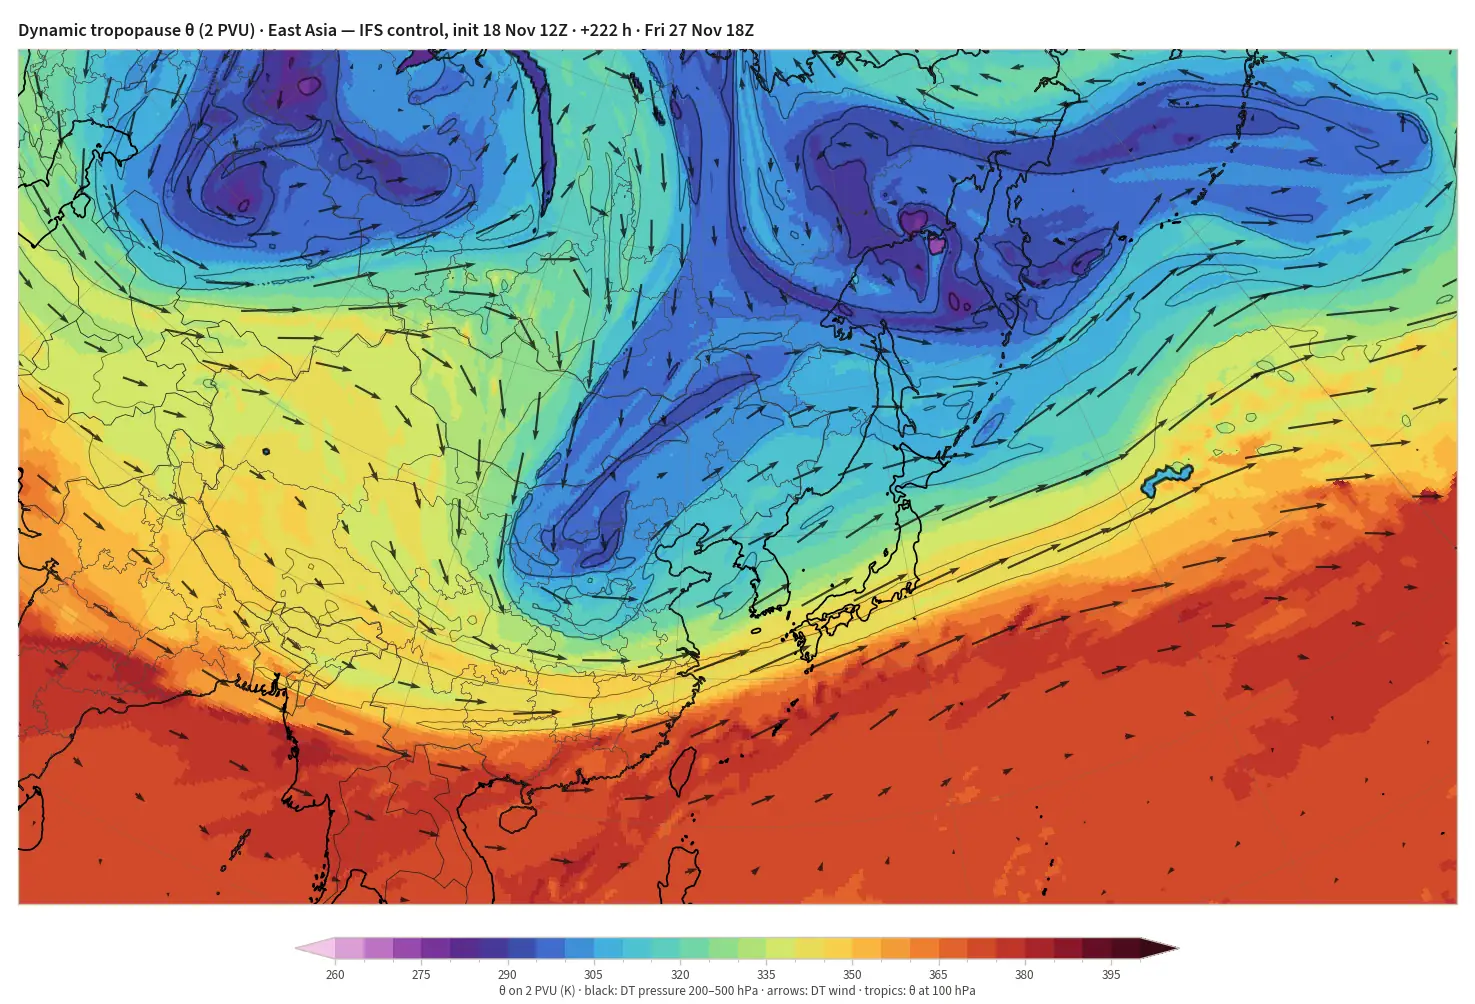 Dynamic tropopause θ (2 PVU) · East Asia — IFS control, init 18 Nov 12Z · +222 h · Fri 27 Nov 18Z
260 275 290 305 320 335 350 365 380 395
θ on 2 PVU (K) · black: DT pressure 200–500 hPa · arrows: DT wind · tropics: θ at 100 hPa